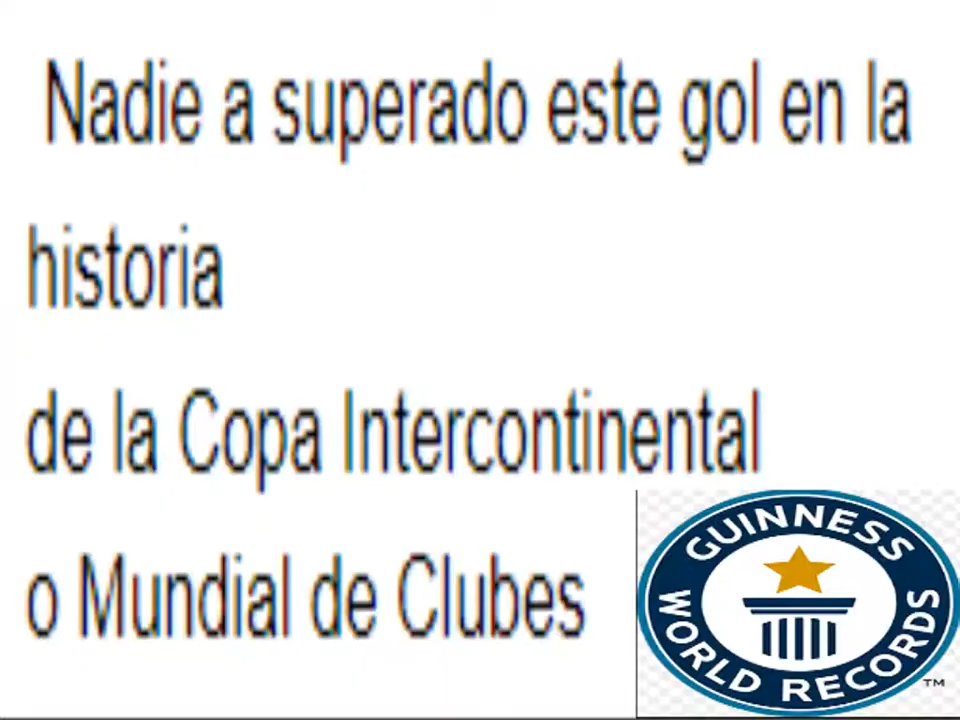 Nadie a superado este gol en la
historia
de la Copa Intercontinental
o Mundial de Clubes
GUINNESS
WORLD RECORDS
TM